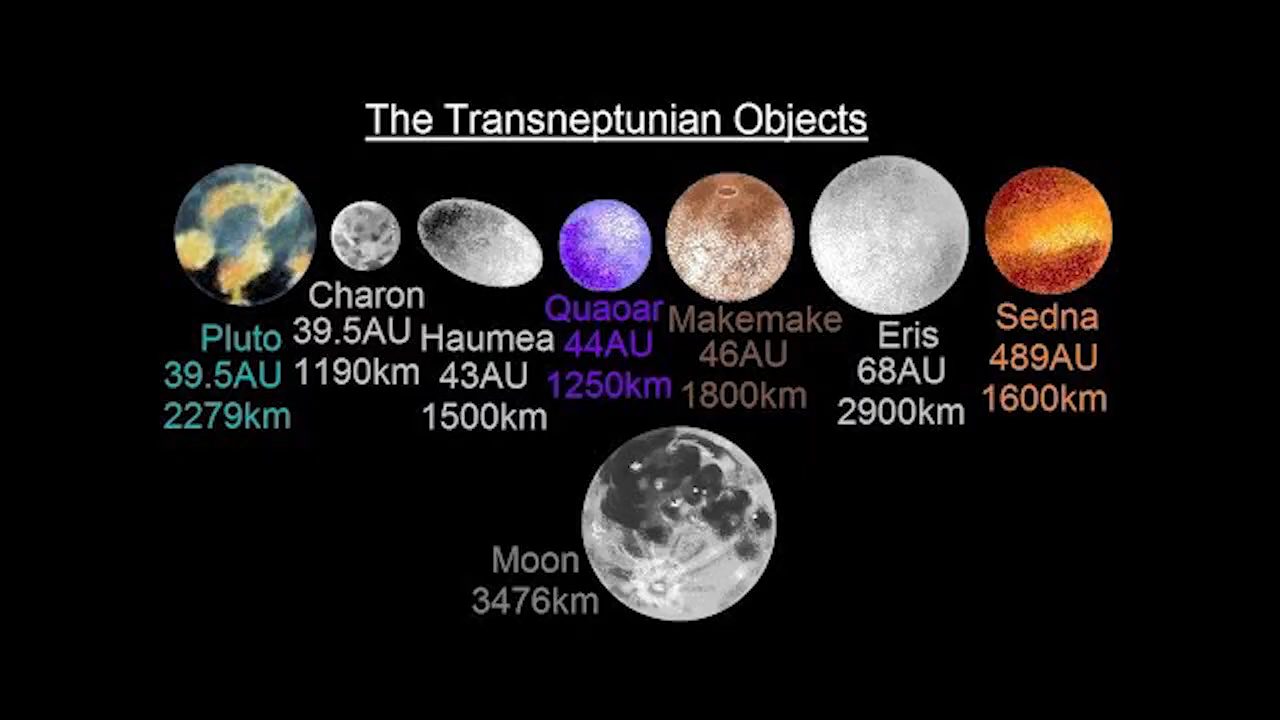 The Transneptunian Objects
Pluto
39.5AU
2279km
Charon
39.5AU
1190km
Haumea
43AU
1500km
Quaoar
44AU
1250km
Makemake
46AU
1800km
Eris
68AU
2900km
Sedna
489AU
1600km
Moon
3476km